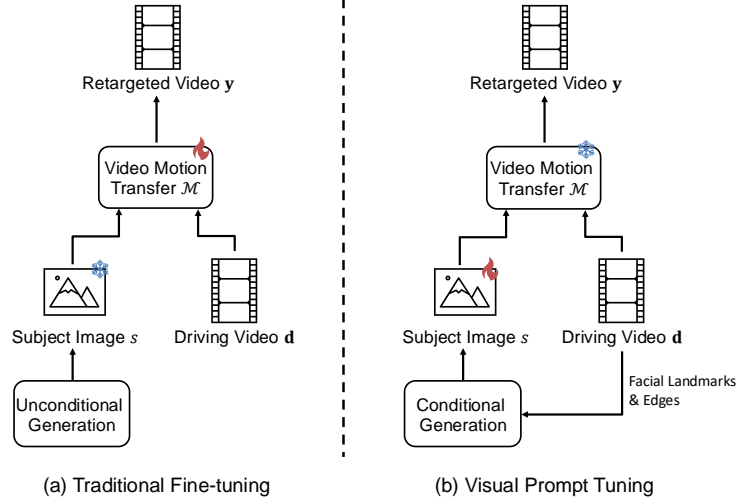 Retargeted Video y
Video Motion
Transfer ℳ
Subject Image s
Driving Video d
Unconditional
Generation
(a) Traditional Fine-tuning
Retargeted Video y
Video Motion
Transfer ℳ
Subject Image s
Driving Video d
Facial Landmarks
& Edges
Conditional
Generation
(b) Visual Prompt Tuning